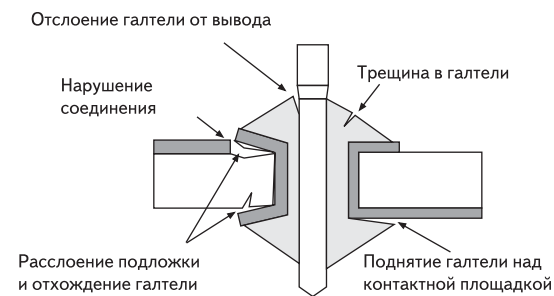 Отслоение галтели от вывода
Трещина в галтели
Нарушение
соединения
Расслоение подложки
и отхождение галтели
Поднятие галтели над
контактной площадкой